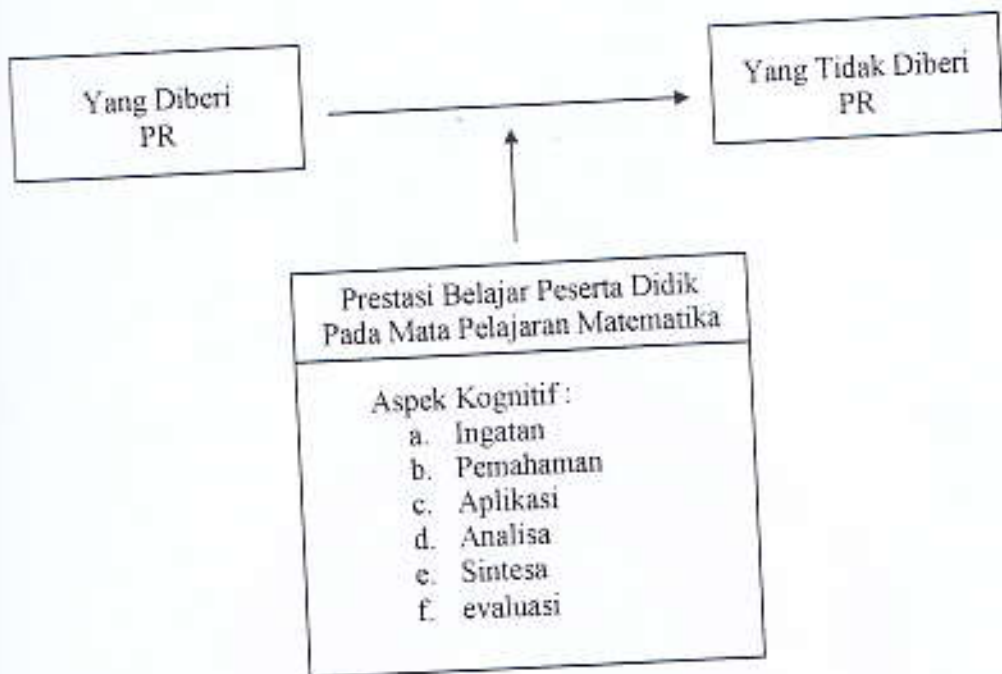 Yang Diberi
PR
Yang Tidak Diberi
PR
Prestasi Belajar Peserta Didik
Pada Mata Pelajaran Matematika
Aspek Kognitif :
a. Ingatan
b. Pemahaman
c. Aplikasi
d. Analisa
e. Sintesa
f. evaluasi